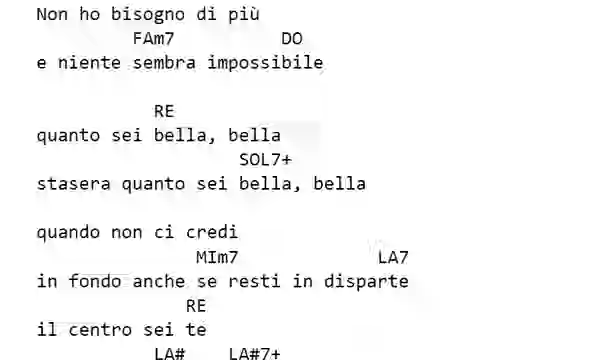 Non ho bisogno di più
FAm7 DO
e niente sembra impossibile
RE
quanto sei bella, bella
SOL7+
stasera quanto sei bella, bella
quando non ci credi
MIm7 LA7
in fondo anche se resti in disparte
RE
il centro sei te
LA# LA#7+